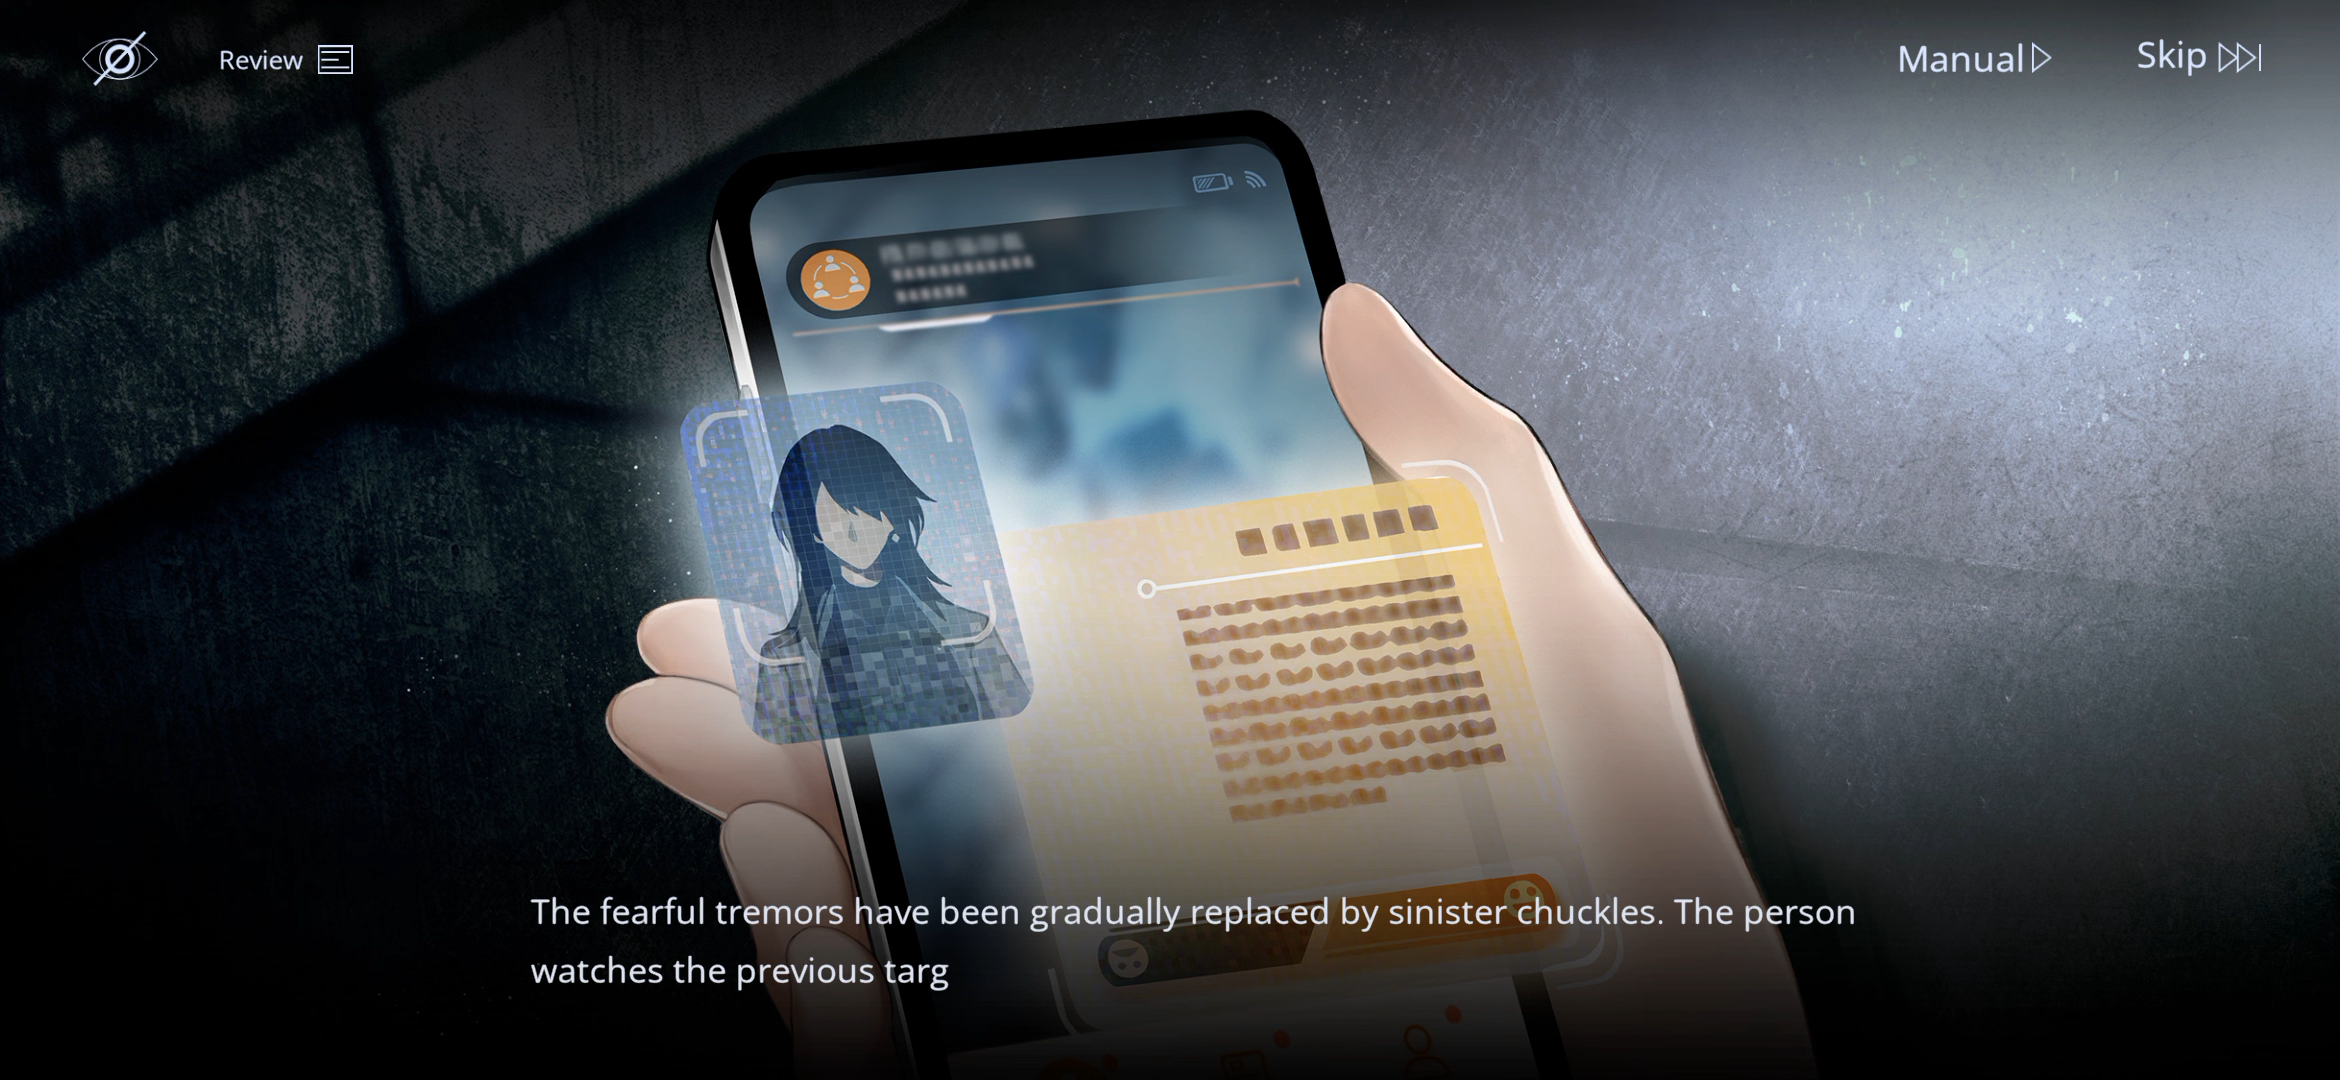 Review
Manual
Skip
The fearful tremors have been gradually replaced by sinister chuckles. The person
watches the previous targ